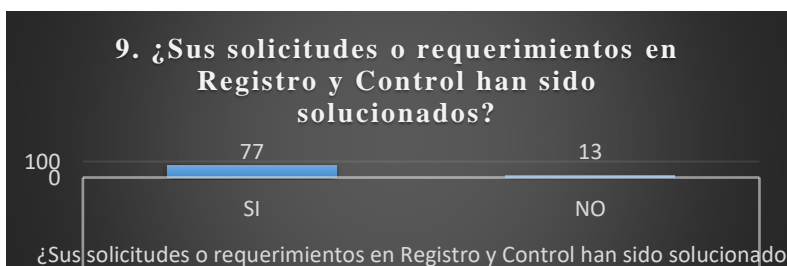 9. ¿Sus solicitudes o requerimientos en
Registro y Control han sido
solucionados?
77 13
100
0
SI NO
¿Sus solicitudes o requerimientos en Registro y Control han sido solucionado